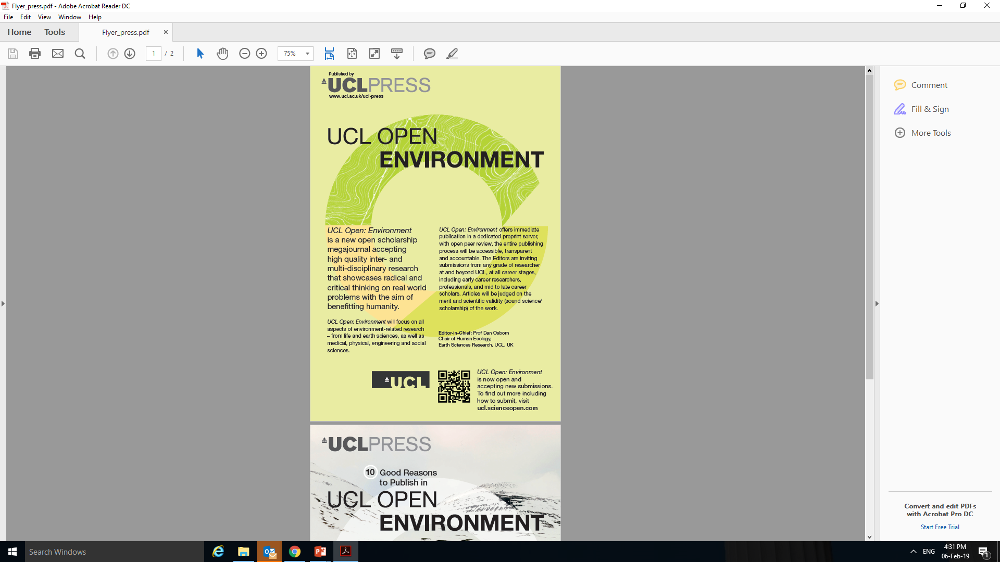 Flyer_press.pdf - Adobe Acrobat Reader DC
File Edit View Window Help
Home Tools Flyer_press.pdf ×
1 / 2 75%
Published by
UCLPRESS
www.ucl.ac.uk/ucl-press
UCL OPEN
ENVIRONMENT
UCL Open: Environment
is a new open scholarship
megajournal accepting
high quality inter- and
multi-disciplinary research
that showcases radical and
critical thinking on real world
problems with the aim of
benefitting humanity.
UCL Open: Environment will focus on all
aspects of environment-related research
– from life and earth sciences, as well as
medical, physical, engineering and social
sciences.
UCL Open: Environment offers immediate
publication in a dedicated preprint server,
with open peer review, the entire publishing
process will be accessible, transparent
and accountable. The Editors are inviting
submissions from any grade of researcher
at and beyond UCL, at all career stages,
including early career researchers,
professionals, and mid to late career
scholars. Articles will be judged on the
merit and scientific validity (sound science/
scholarship) of the work.
Editor-in-Chief: Prof Dan Osborn
Chair of Human Ecology,
Earth Sciences Research, UCL, UK
UCL
UCL Open: Environment
is now open and
accepting new submissions.
To find out more including
how to submit, visit
ucl.scienceopen.com
UCLPRESS
10 Good Reasons
to Publish in
UCL OPEN
ENVIRONMENT
Comment
Fill & Sign
More Tools
Convert and edit PDFs
with Acrobat Pro DC
Start Free Trial
Search Windows
ENG
4:31 PM
06-Feb-19
1